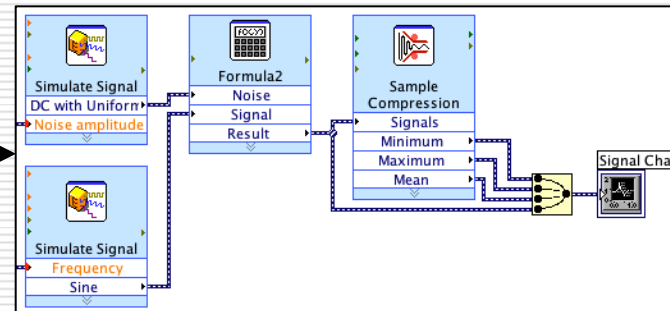 Simulate Signal
DC with Uniform
Noise amplitude
Simulate Signal
Frequency
Sine
Formula2
Noise
Signal
Result
Sample
Compression
Signals
Minimum
Maximum
Mean
Signal Cha